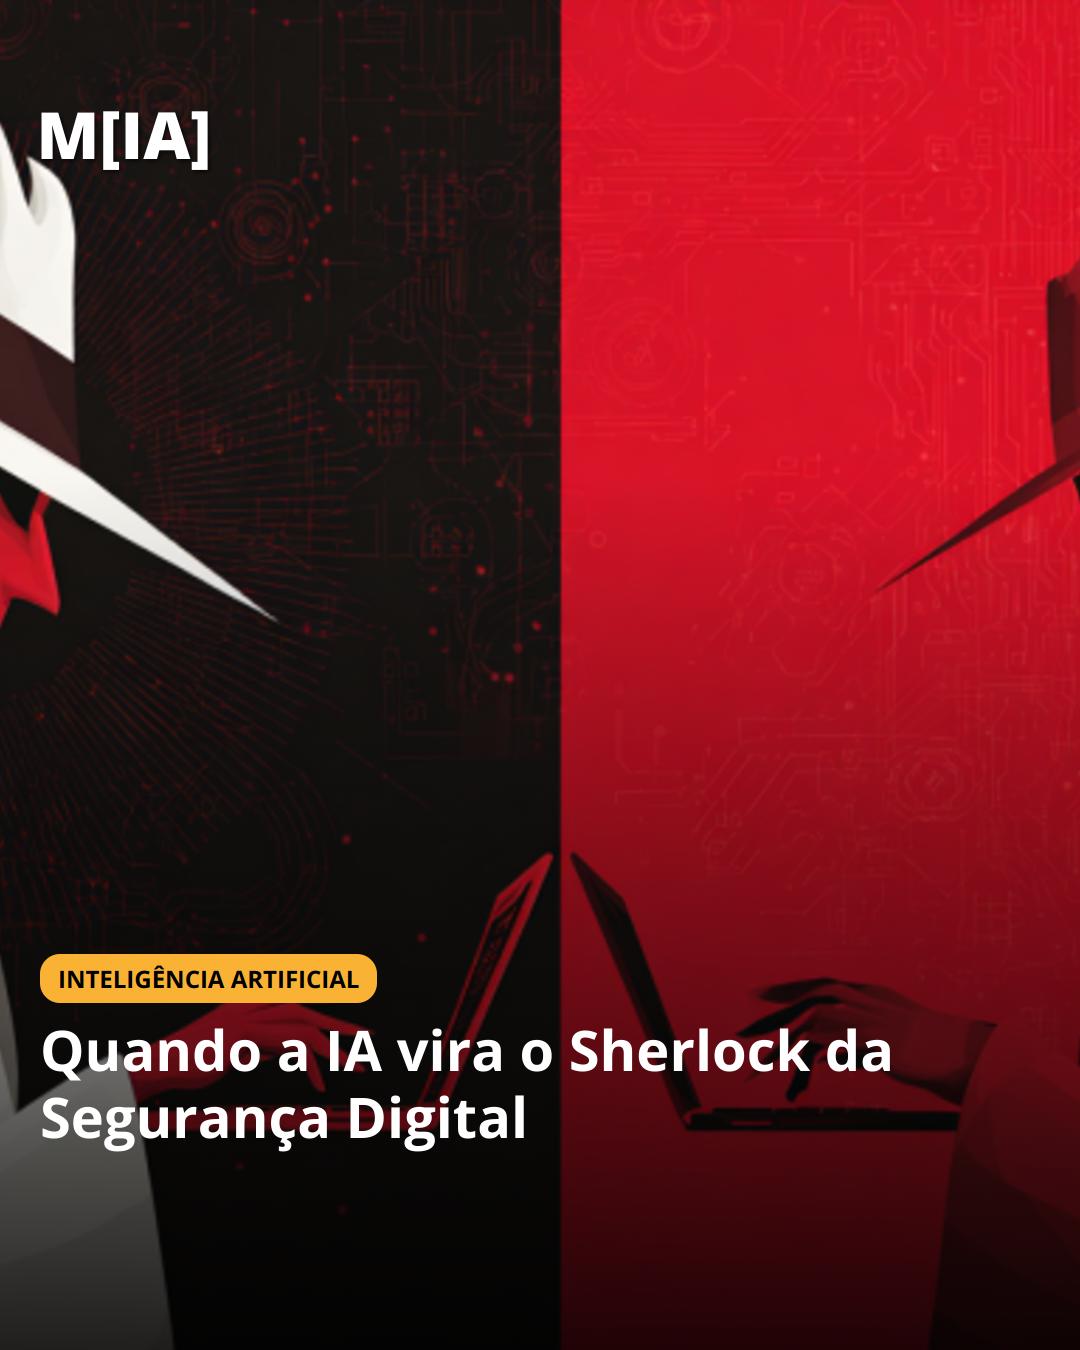 M[IA]
INTELIGÊNCIA ARTIFICIAL
Quando a IA vira o Sherlock da
Segurança Digital